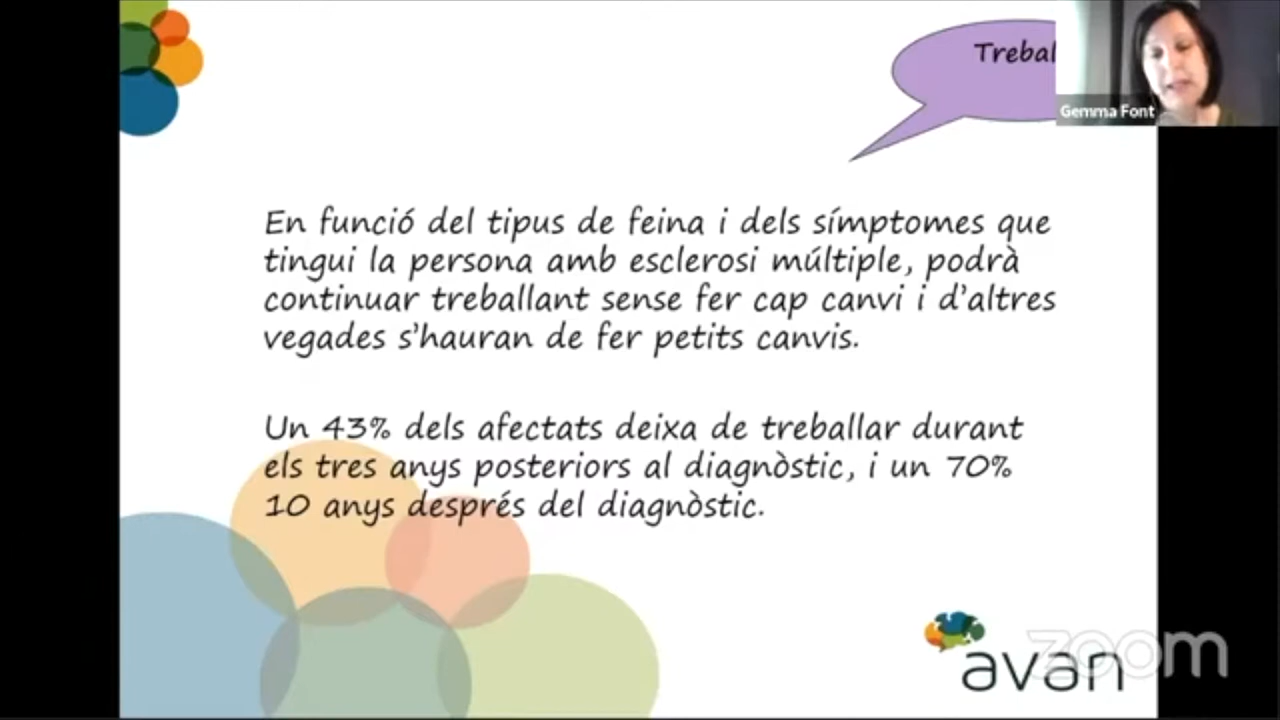 Gemma Font
En funció del tipus de feina i dels símptomes que
tingui la persona amb esclerosi múltiple, podrà
continuar treballant sense fer cap canvi i d'altres
vegades s'hauran de fer petits canvis.
Un 43% dels afectats deixa de treballar durant
els tres anys posteriors al diagnòstic, i un 70%
10 anys després del diagnòstic.
zoom
avan